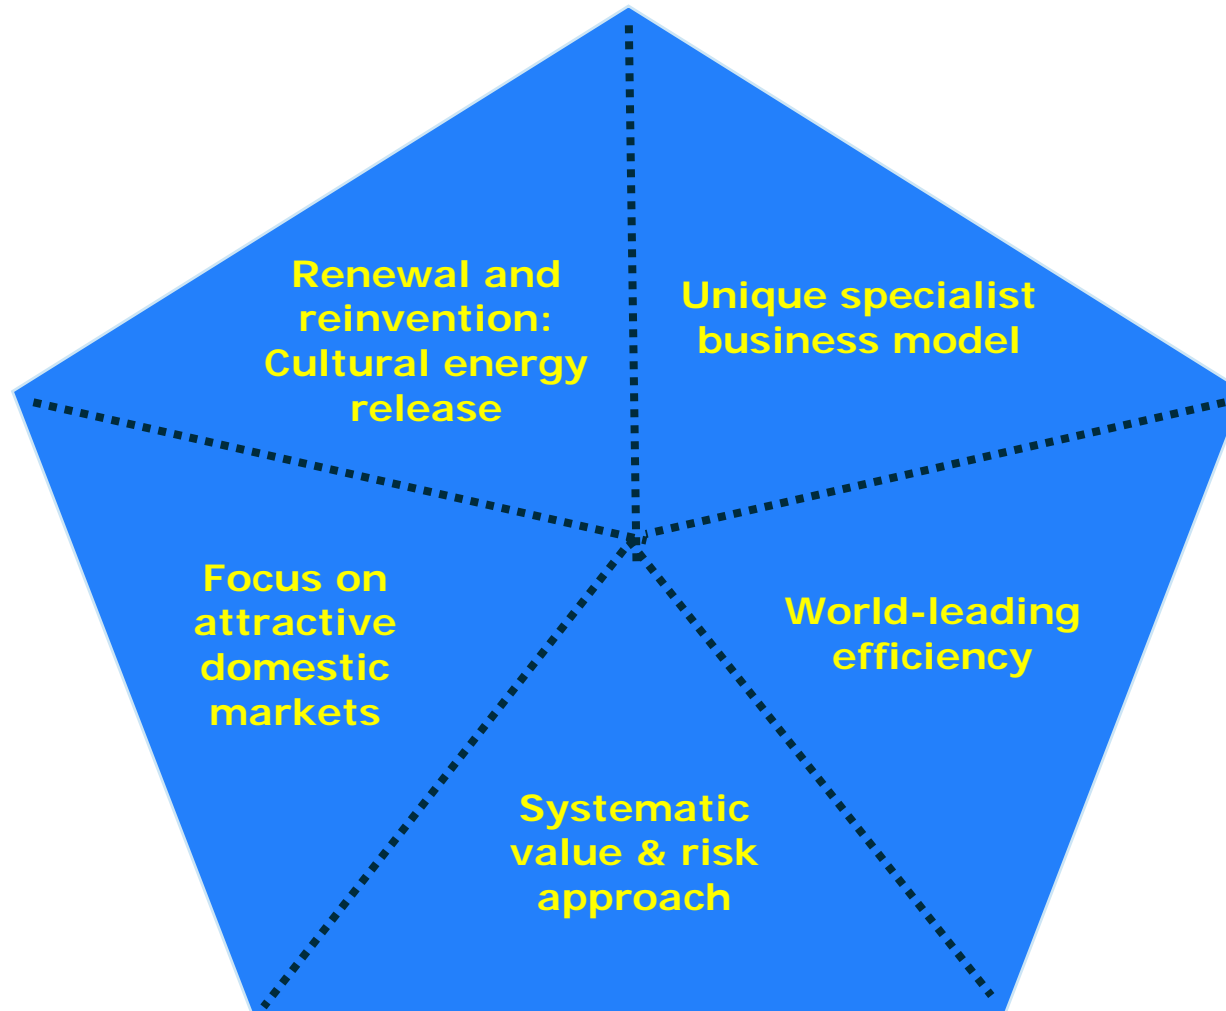 Renewal and
reinvention:
Cultural energy
release
Unique specialist
business model
Focus on
attractive
domestic
markets
World-leading
efficiency
Systematic
value & risk
approach